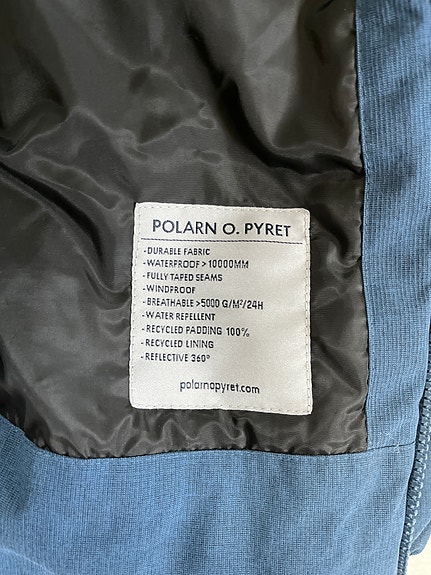 POLARN O. PYRET
- DURABLE FABRIC
- WATERPROOF > 10000MM
- FULLY TAPED SEAMS
- WINDPROOF
- BREATHABLE >5000 G/M²/24H
- WATER REPELLENT
- RECYCLED PADDING 100%
- RECYCLED LINING
- REFLECTIVE 360°
polarnopyret.com